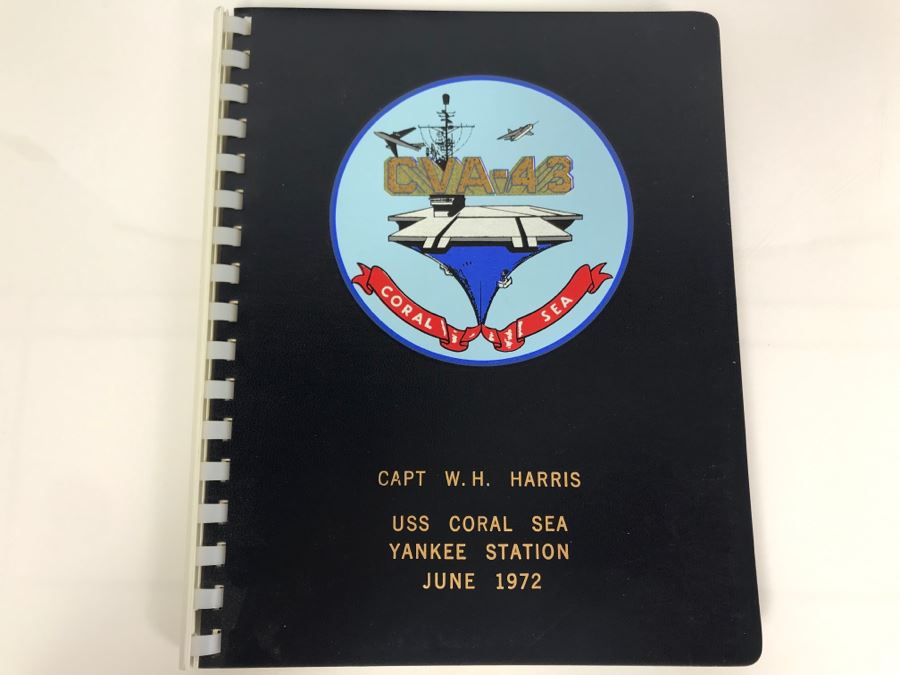 CVA-43
CORAL SEA
CAPT W.H. HARRIS
USS CORAL SEA
YANKEE STATION
JUNE 1972